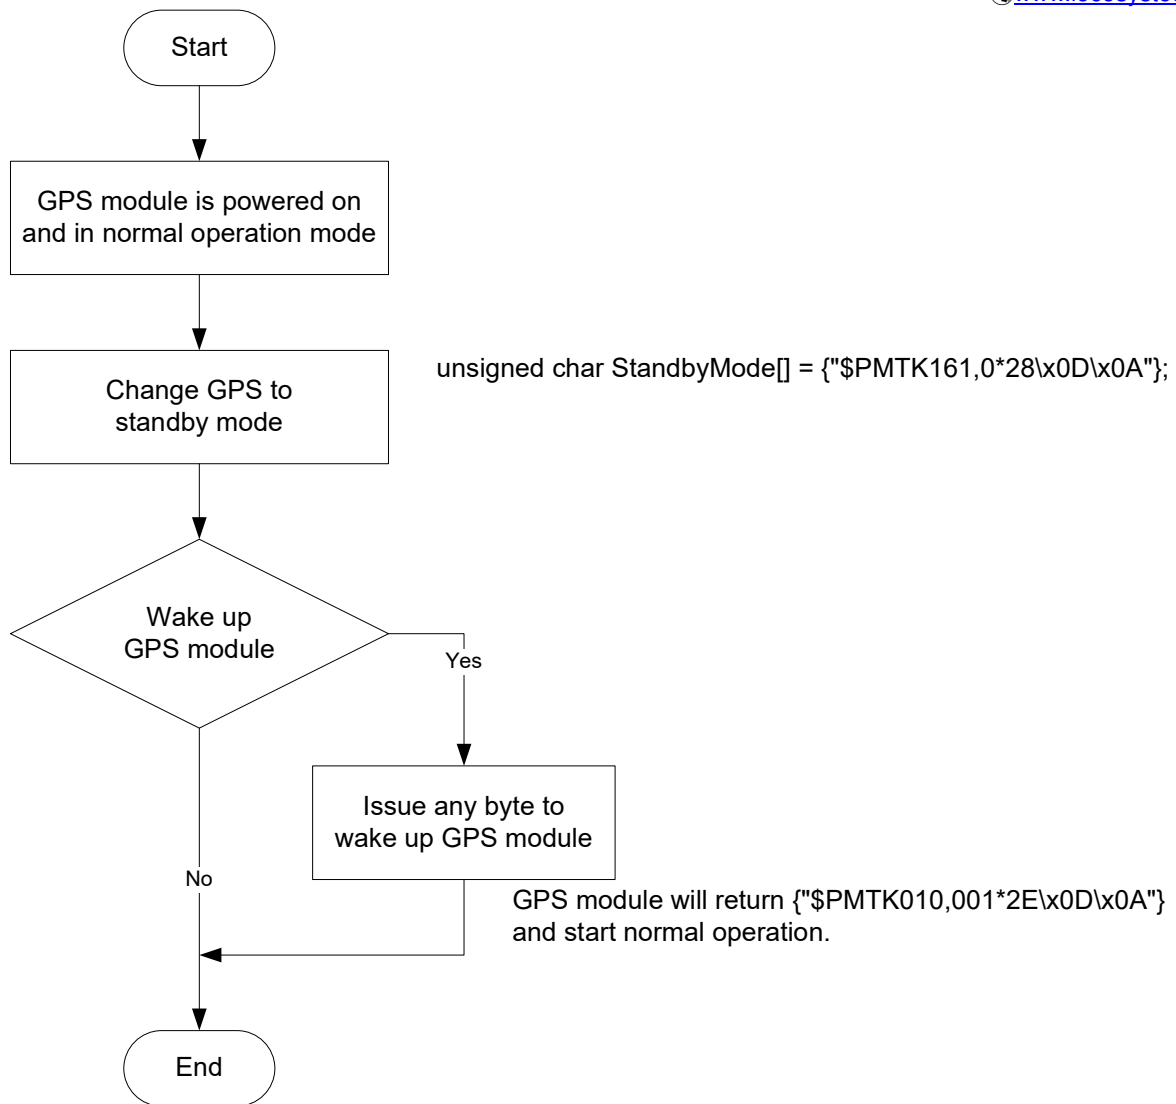 Start
GPS module is powered on
and in normal operation mode
Change GPS to
standby mode
unsigned char StandbyMode[] = {"$PMTK161,0*28\x0D\x0A"};
Wake up
GPS module
Yes
Issue any byte to
wake up GPS module
No
GPS module will return {"$PMTK010,001*2E\x0D\x0A"}
and start normal operation.
End